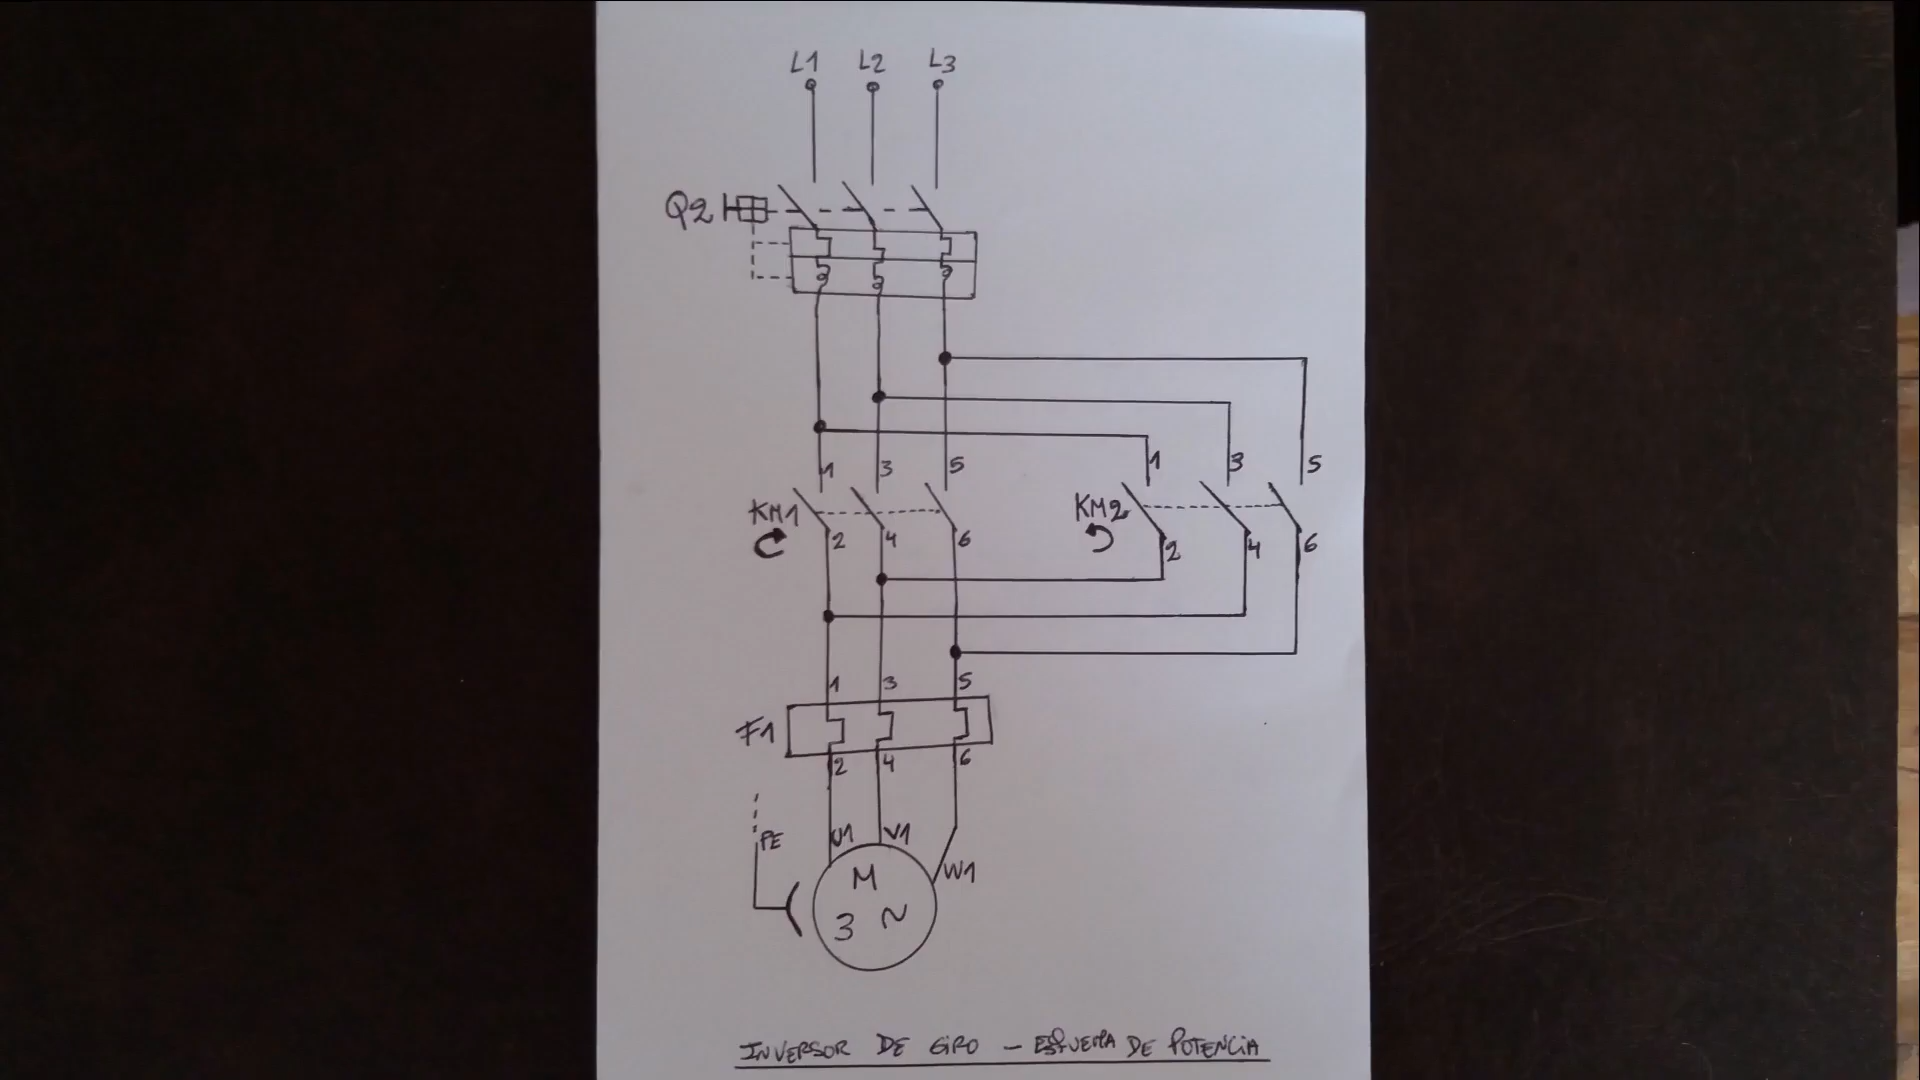 L1 L2 L3
Q2
1 3 5 1 3 5
KM1 KM2
2 4 6 2 4 6
1 3 5
F1
2 4 6
PE U1 V1
W1
M
3 ~
INVERSOR DE GIRO - ESQUEMA DE POTENCIA